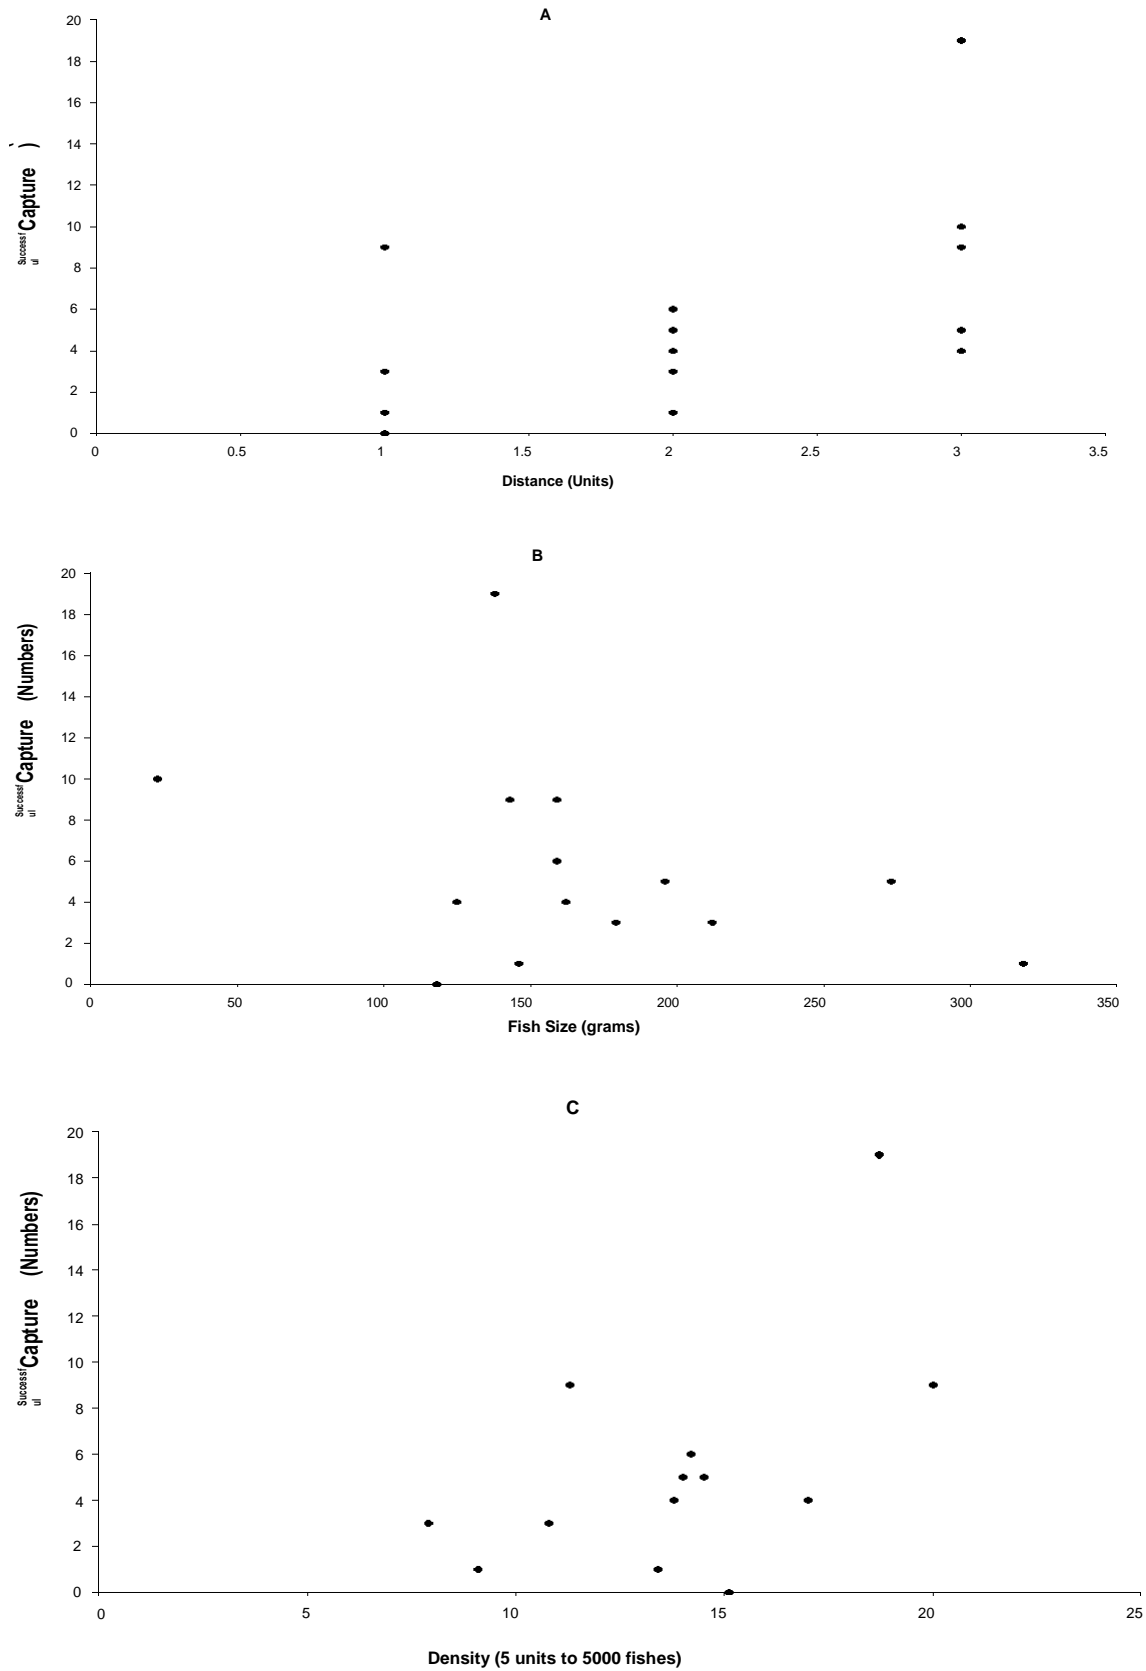 A
20
18
16
14
12
10
8
6
4
2
0
Successf
ul
Capture )
0 0.5 1 1.5 2 2.5 3 3.5
Distance (Units)
B
20
18
16
14
12
10
8
6
4
2
0
Successf
ul
Capture (Numbers)
0 50 100 150 200 250 300 350
Fish Size (grams)
C
20
18
16
14
12
10
8
6
4
2
0
Successf
ul
Capture (Numbers)
0 5 10 15 20 25
Density (5 units to 5000 fishes)